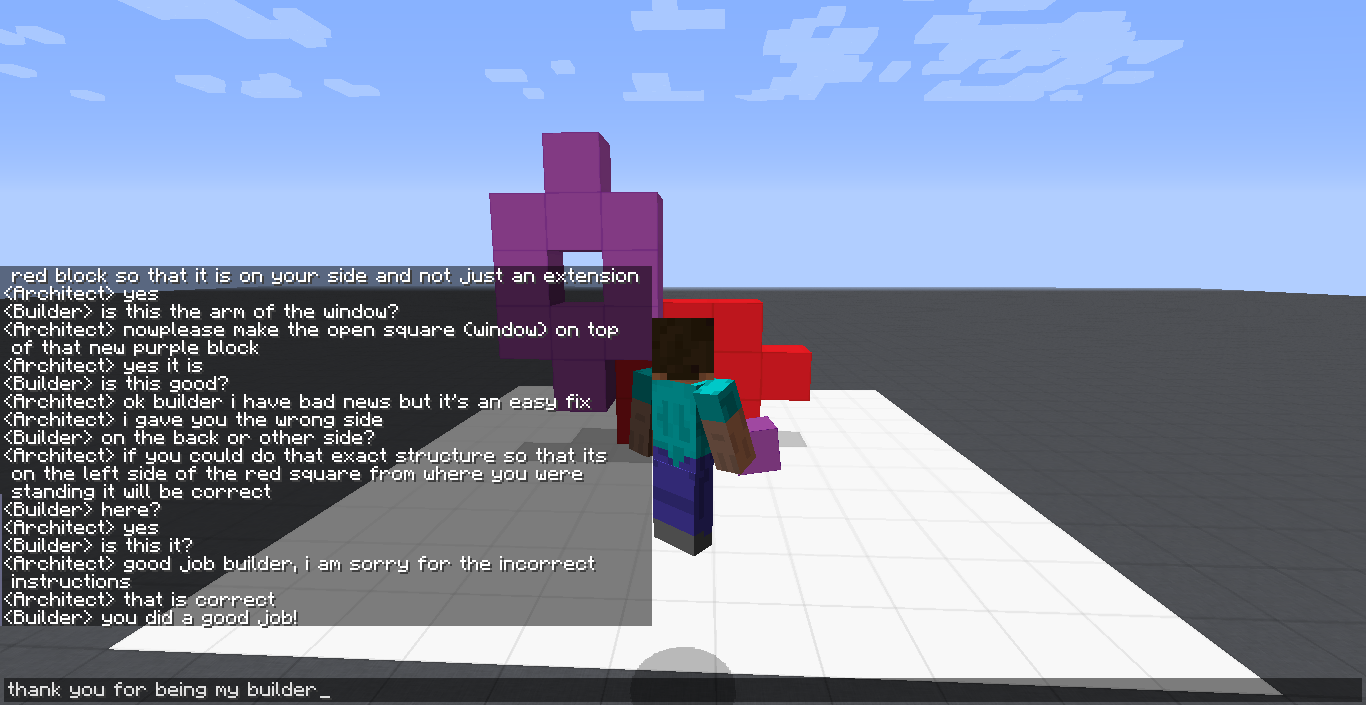 red block so that it is on your side and not just an extension
<Architect> yes
<Builder> is this the arm of the window?
<Architect> nowplease make the open square (window) on top
of that new purple block
<Architect> yes it is
<Builder> is this good?
<Architect> ok builder i have bad news but it's an easy fix
<Architect> i gave you the wrong side
<Builder> on the back or other side?
<Architect> if you could do that exact structure so that its
on the left side of the red square from where you were
standing it will be correct
<Builder> here?
<Architect> yes
<Builder> is this it?
<Architect> good job builder, i am sorry for the incorrect
instructions
<Architect> that is correct
<Builder> you did a good job!
thank you for being my builder_